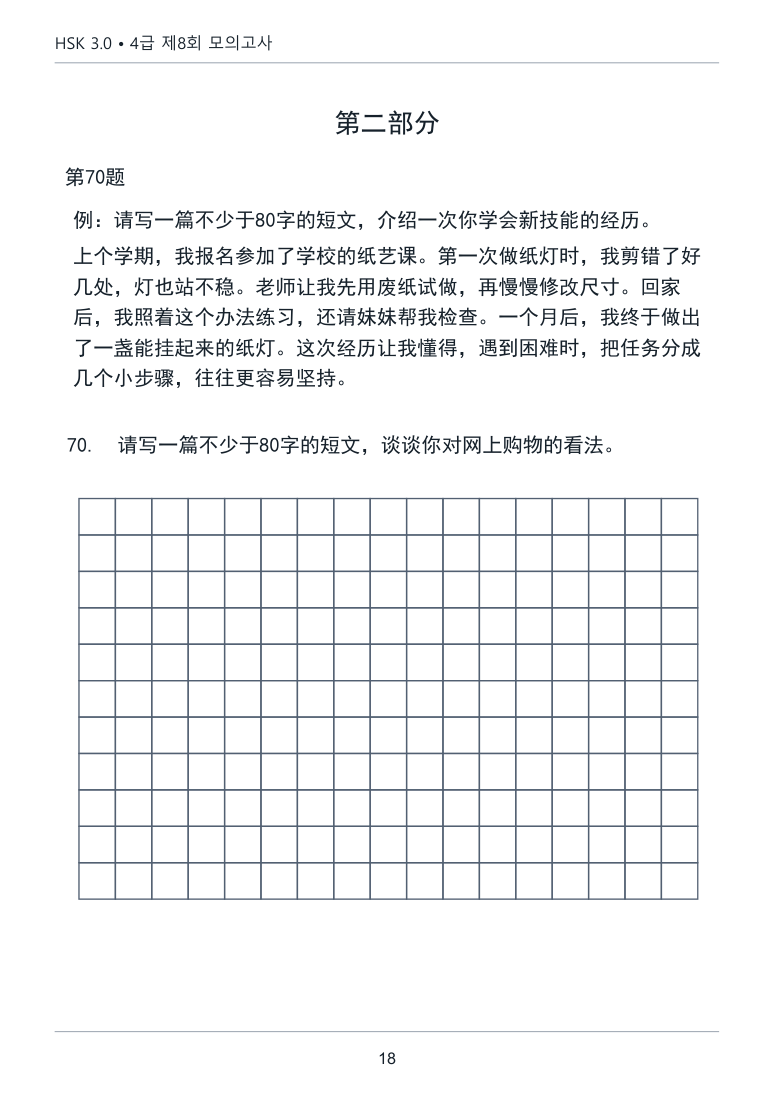 HSK 3.0 • 4급 제8회 모의고사
第二部分
第70题
例：请写一篇不少于80字的短文，介绍一次你学会新技能的经历。
上个学期，我报名参加了学校的纸艺课。第一次做纸灯时，我剪错了好
几处，灯也站不稳。老师让我先用废纸试做，再慢慢修改尺寸。回家
后，我照着这个办法练习，还请妹妹帮我检查。一个月后，我终于做出
了一盏能挂起来的纸灯。这次经历让我懂得，遇到困难时，把任务分成
几个小步骤，往往更容易坚持。
70. 请写一篇不少于80字的短文，谈谈你对网上购物的看法。
18